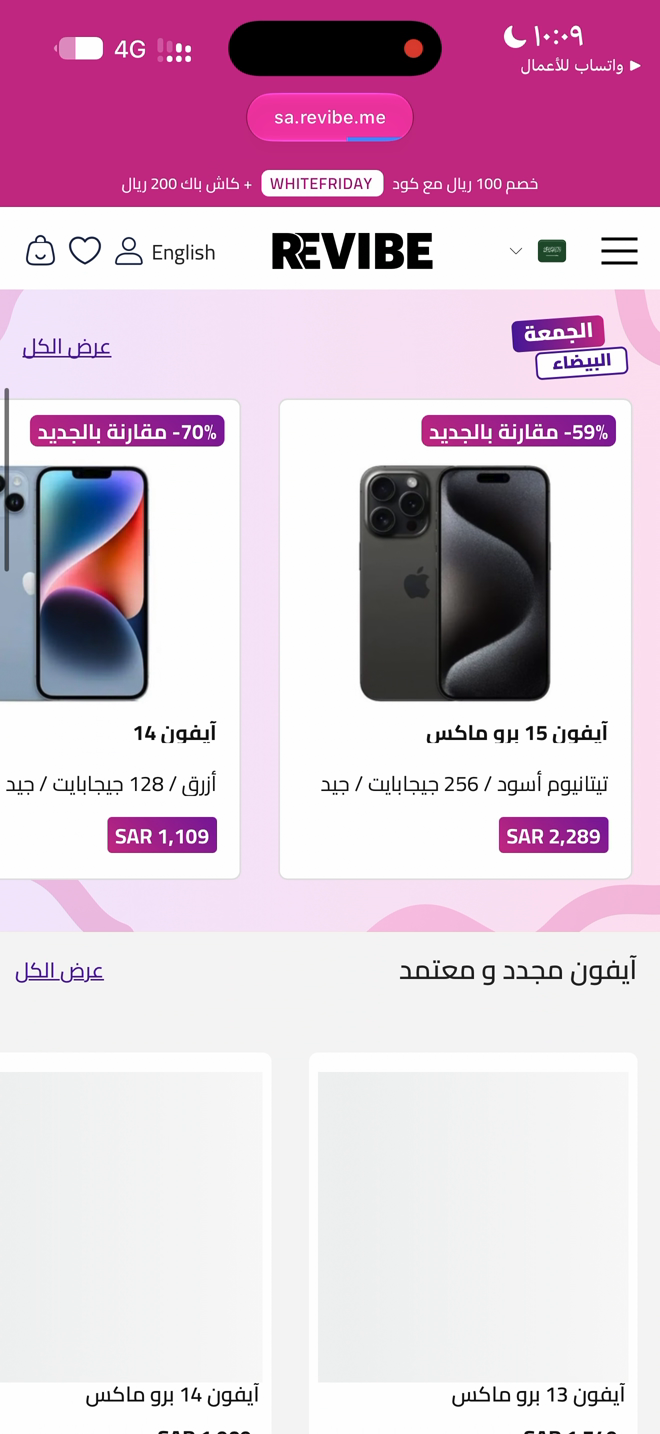 ١٠:٠٩
4G
واتساب للأعمال ◀
sa.revibe.me
خصم 100 ريال مع كود WHITEFRIDAY + كاش باك 200 ريال
REVIBE
English
الجمعة
البيضاء
عرض الكل
-59% مقارنة بالجديد
آيفون 15 برو ماكس
تيتانيوم أسود / 256 جيجابايت / جيد
SAR 2,289
-70% مقارنة بالجديد
آيفون 14
أزرق / 128 جيجابايت / جيد
SAR 1,109
آيفون مجدد و معتمد
عرض الكل
آيفون 13 برو ماكس
آيفون 14 برو ماكس